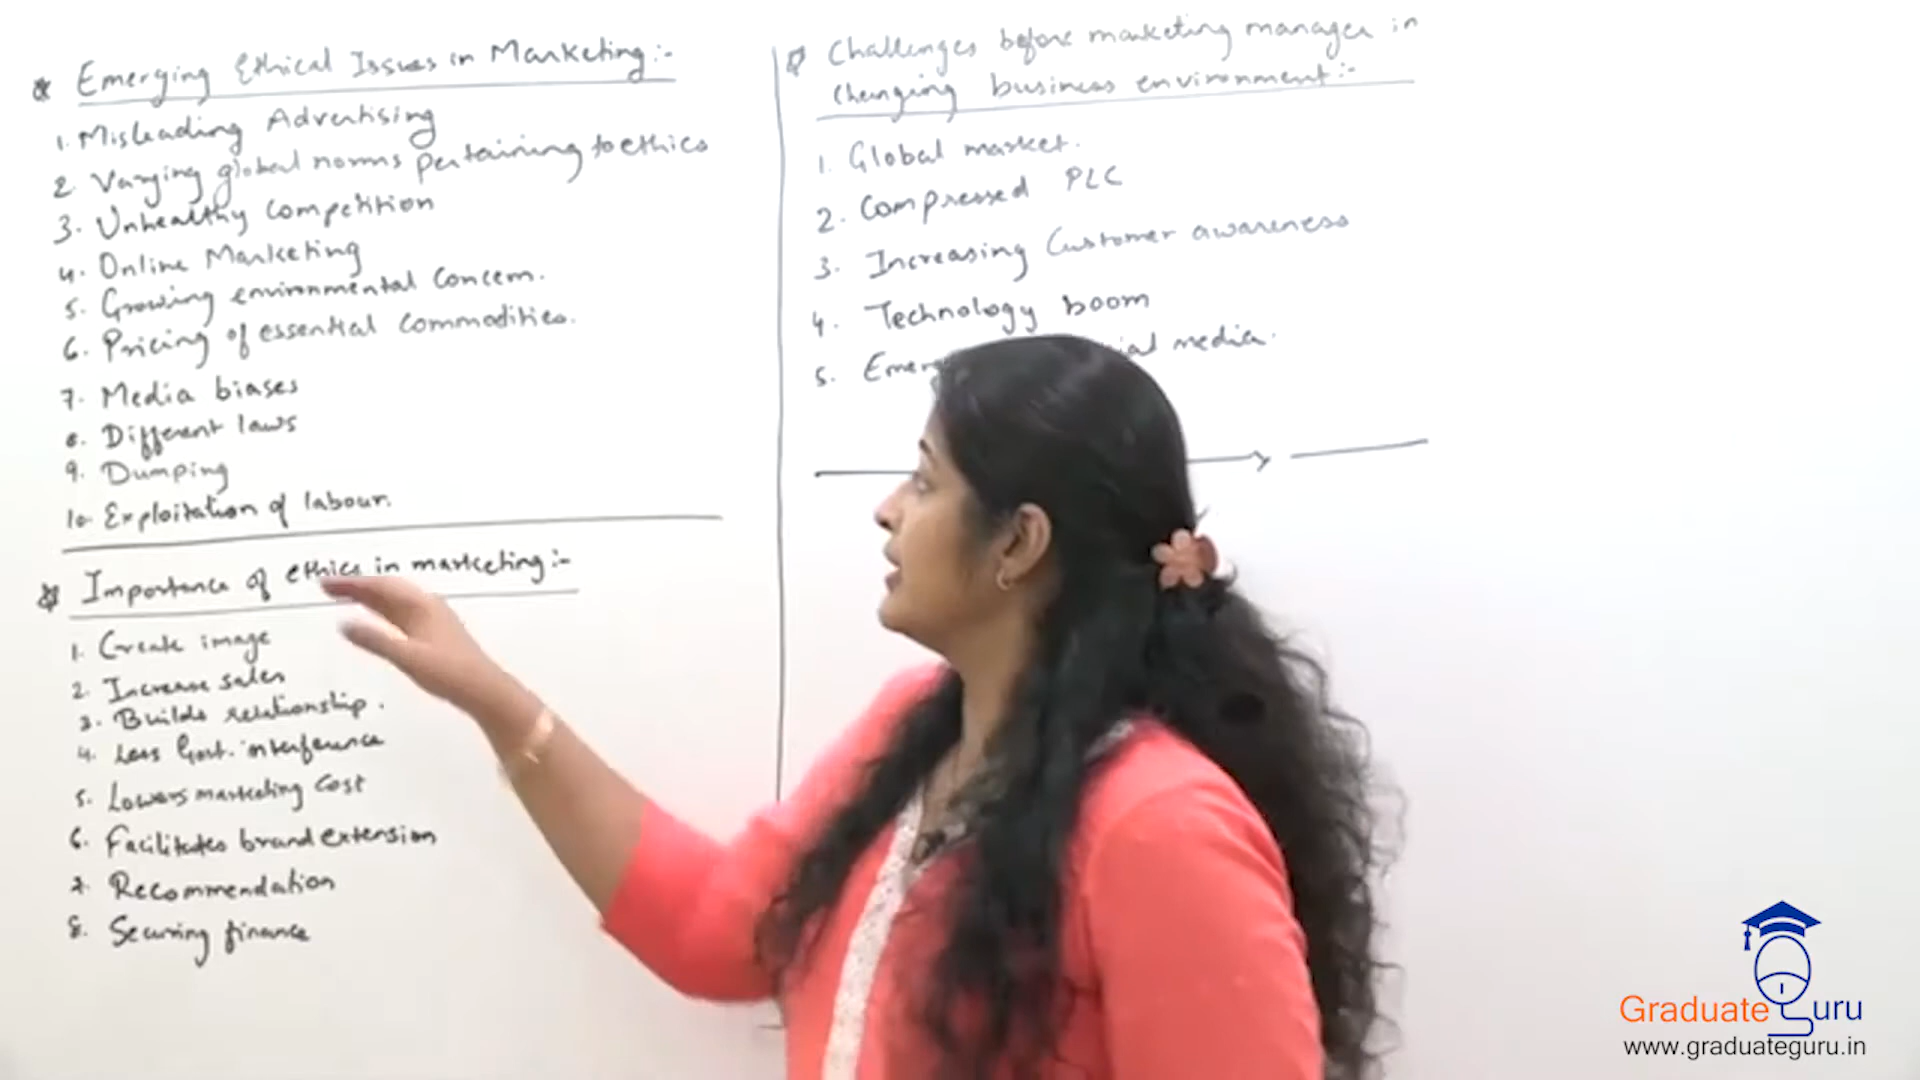 Emerging Ethical Issues in Marketing:-
1. Misleading Advertising
2. Varying global norms pertaining to ethics
3. Unhealthy competition
4. Online Marketing
5. Growing environmental concern.
6. Pricing of essential commodities.
7. Media biases
8. Different laws
9. Dumping
10. Exploitation of labour.
Importance of ethics in marketing:-
1. Create image
2. Increase sales
3. Builds relationship.
4. Less Govt. interference
5. Lowers marketing cost
6. Facilitates brand extension
7. Recommendation
8. Securing finance
Challenges before marketing manager in
changing business environment:-
1. Global market.
2. Compressed PLC
3. Increasing Customer awareness
4. Technology boom
5. media.
GraduateGuru
www.graduateguru.in